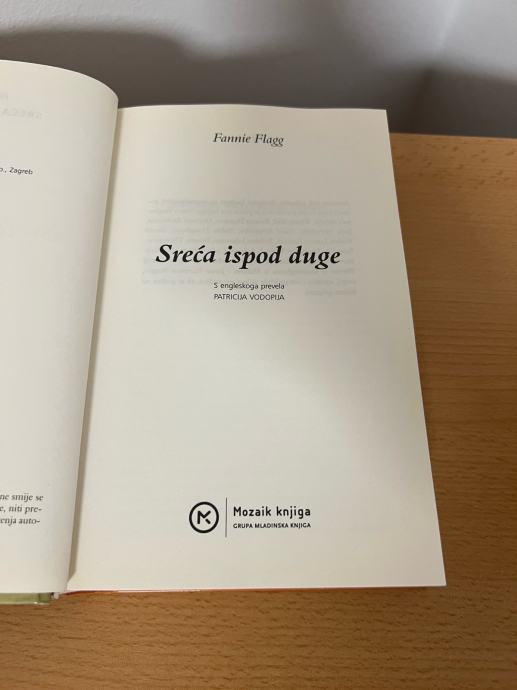 o., Zagreb
ne smije se
e, niti pre-
enja auto-
Fannie Flagg
Sreća ispod duge
S engleskoga prevela
PATRICIJA VODOPIJA
Mozaik knjiga
GRUPA MLADINSKA KNJIGA